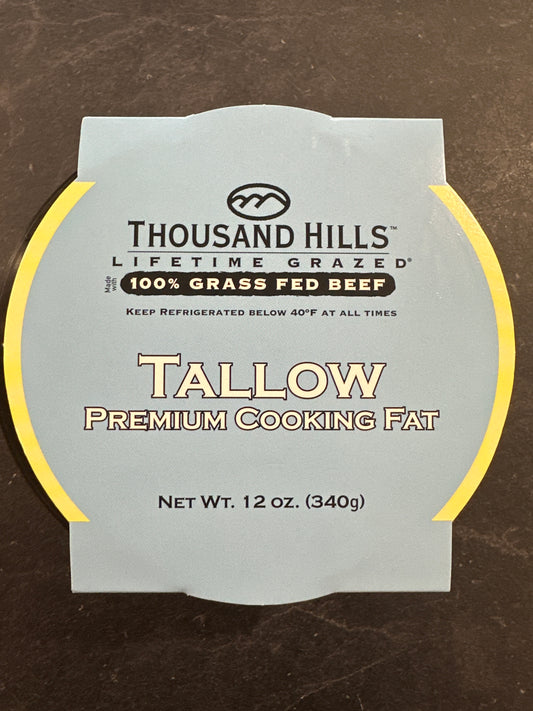 THOUSAND HILLS™
LIFETIME GRAZED®
Made with 100% GRASS FED BEEF
KEEP REFRIGERATED BELOW 40°F AT ALL TIMES
TALLOW
PREMIUM COOKING FAT
NET WT. 12 OZ. (340g)